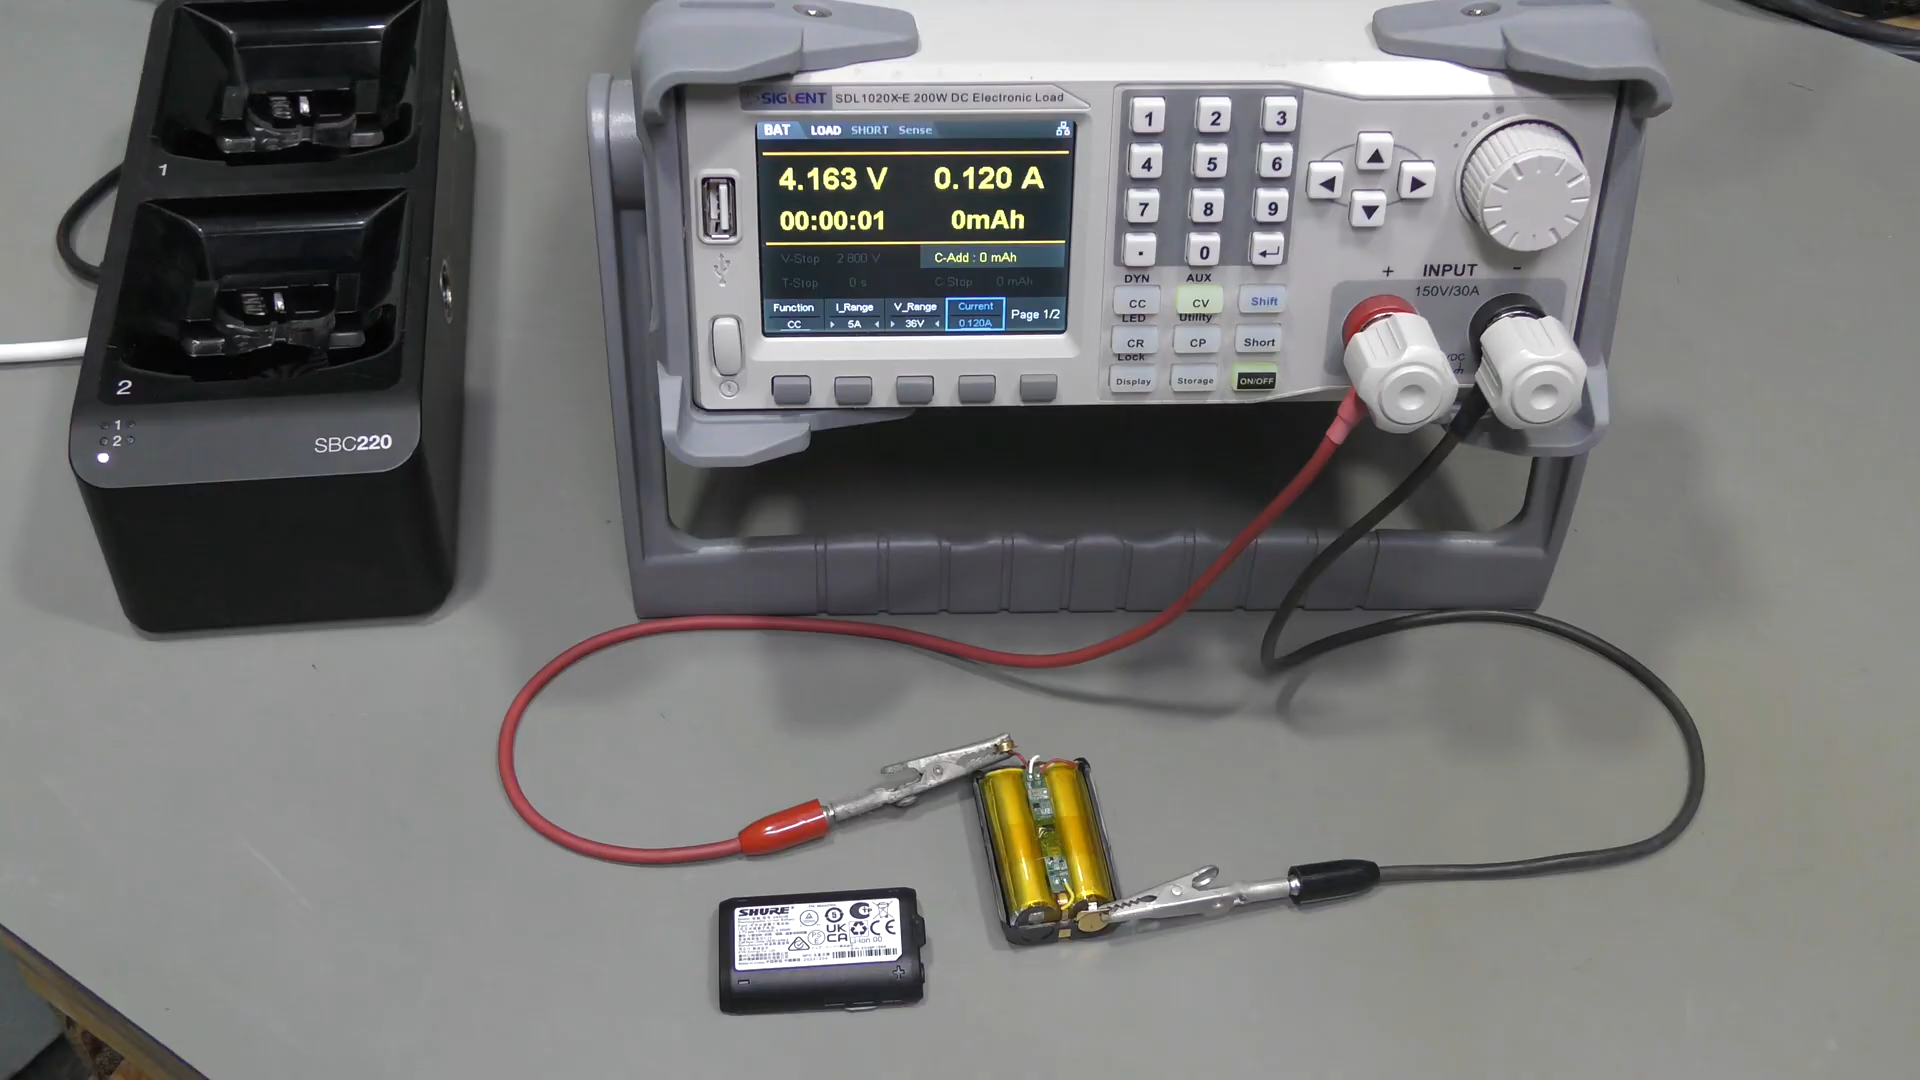 SIGLENT SDL1020X-E 200W DC Electronic Load
BAT LOAD SHORT Sense
4.163 V 0.120 A
00:00:01 0mAh
V-Stop 2.800 V C-Add : 0 mAh
T-Stop 0 s C-Stop 0 mAh
Function I_Range V_Range Current Page 1/2
CC 5A 36V 0.120A
1 2 3
4 5 6
7 8 9
. 0
DYN AUX
CC CV Shift
LED Utility
CR CP Short
Lock
Display Storage ON/OFF
+ INPUT -
150V/30A
1
2
1
2
SBC220
SHURE
UK
CA
CE
Li-ion 00
- +